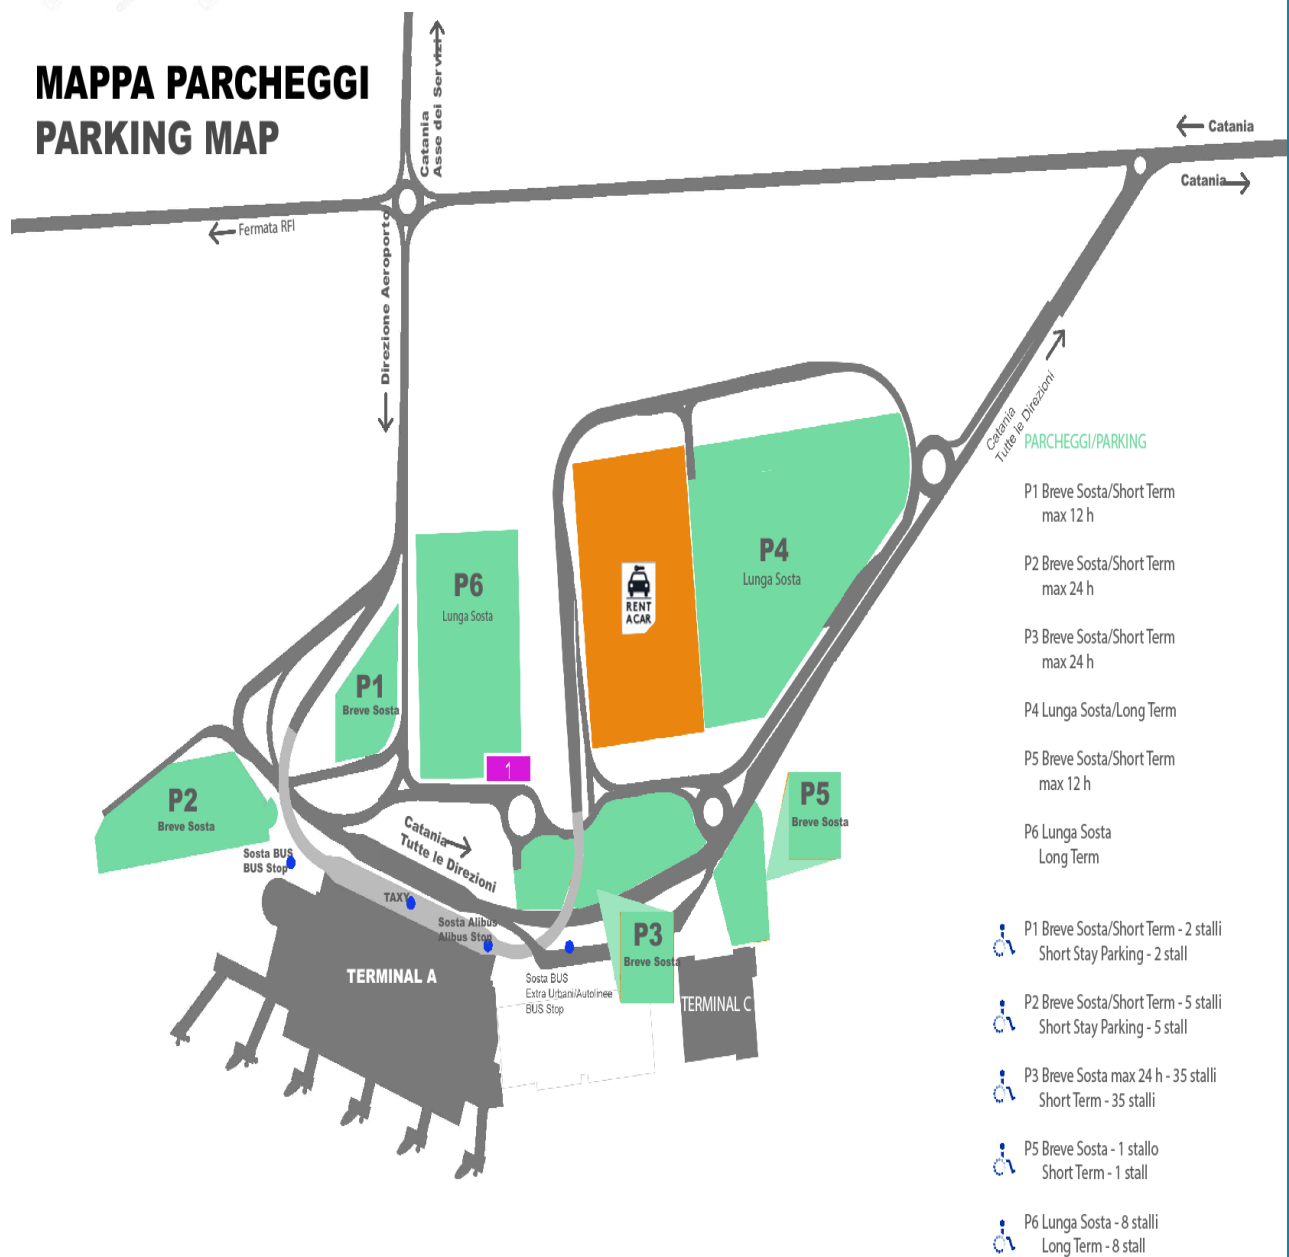 MAPPA PARCHEGGI
PARKING MAP
Catania
Asse dei Servizi
Catania
Catania
Fermata RFI
Direzione Aeroporto
Catania
Tutte le Direzioni
P6
Lunga Sosta
P4
Lunga Sosta
RENT
A CAR
P1
Breve Sosta
1
P2
Breve Sosta
P5
Breve Sosta
Catania
Tutte le Direzioni
Sosta BUS
BUS Stop
TAXY
Sosta Alibus
Alibus Stop
P3
Breve Sosta
Sosta BUS
Extra Urbani/Autolinee
BUS Stop
TERMINAL A
TERMINAL C
PARCHEGGI/PARKING
P1 Breve Sosta/Short Term
max 12 h
P2 Breve Sosta/Short Term
max 24 h
P3 Breve Sosta/Short Term
max 24 h
P4 Lunga Sosta/Long Term
P5 Breve Sosta/Short Term
max 12 h
P6 Lunga Sosta
Long Term
P1 Breve Sosta/Short Term - 2 stalli
Short Stay Parking - 2 stall
P2 Breve Sosta/Short Term - 5 stalli
Short Stay Parking - 5 stall
P3 Breve Sosta max 24 h - 35 stalli
Short Term - 35 stalli
P5 Breve Sosta - 1 stallo
Short Term - 1 stall
P6 Lunga Sosta - 8 stalli
Long Term - 8 stall